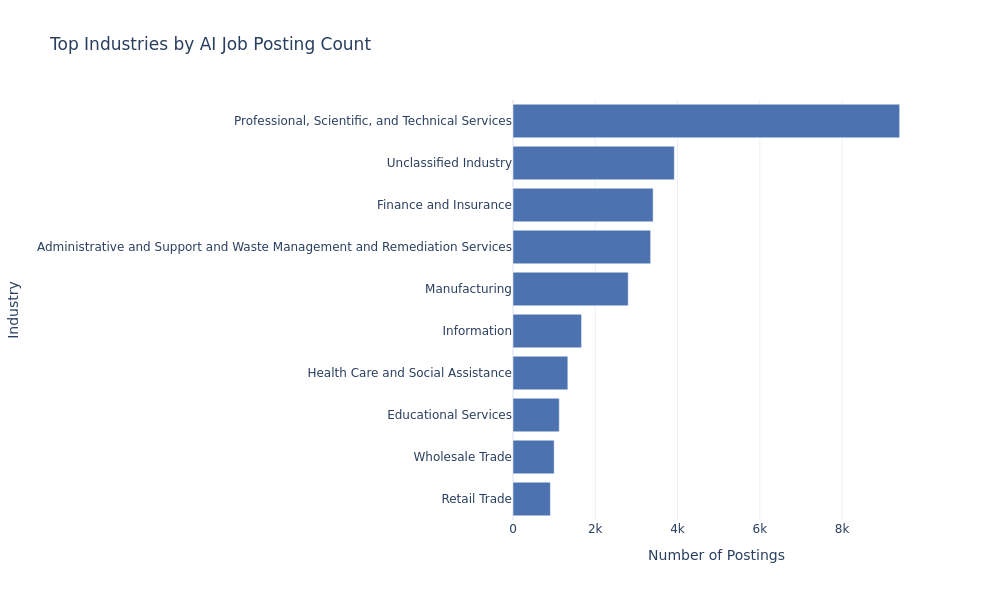 Top Industries by AI Job Posting Count
Professional, Scientific, and Technical Services
Unclassified Industry
Finance and Insurance
Administrative and Support and Waste Management and Remediation Services
Manufacturing
Information
Health Care and Social Assistance
Educational Services
Wholesale Trade
Retail Trade
Industry
0 2k 4k 6k 8k
Number of Postings